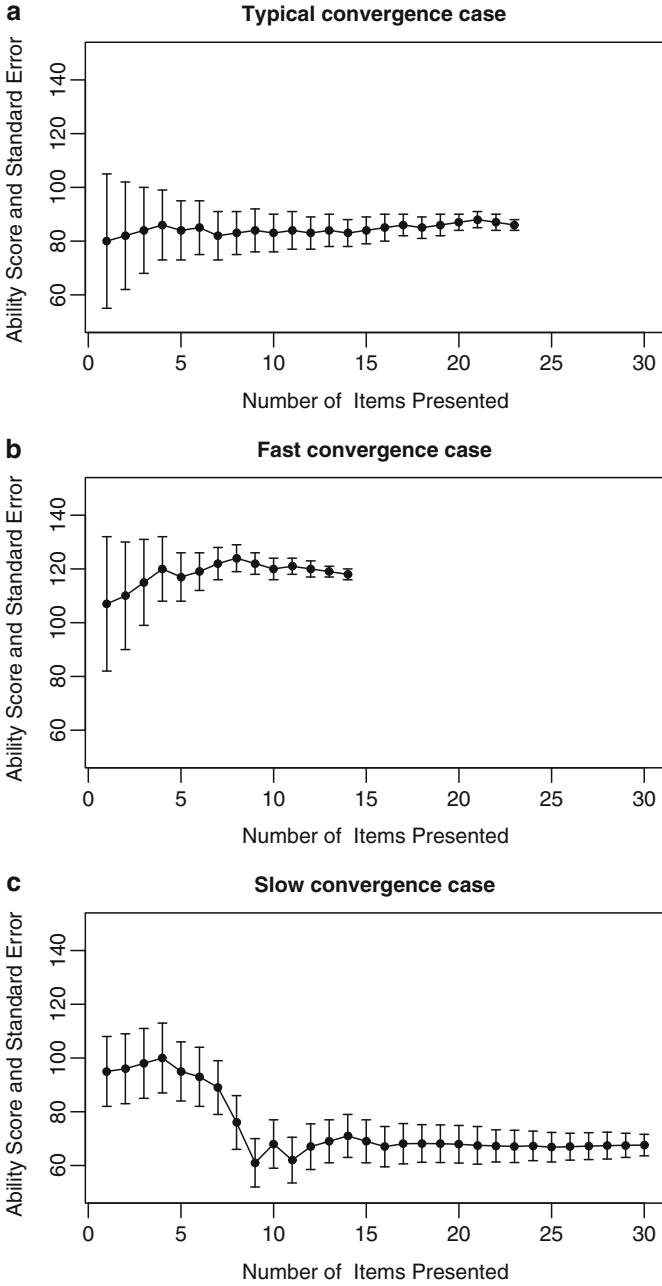 a
Typical convergence case
Ability Score and Standard Error
140
120
100
80
60
0 5 10 15 20 25 30
Number of Items Presented
b
Fast convergence case
Ability Score and Standard Error
140
120
100
80
60
0 5 10 15 20 25 30
Number of Items Presented
c
Slow convergence case
Ability Score and Standard Error
140
120
100
80
60
0 5 10 15 20 25 30
Number of Items Presented